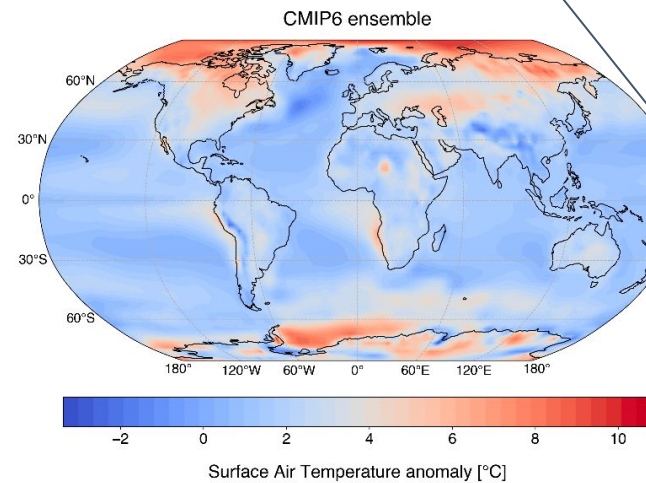 CMIP6 ensemble
60°N
30°N
0°
30°S
60°S
180° 120°W 60°W 0° 60°E 120°E 180°
−2 0 2 4 6 8 10
Surface Air Temperature anomaly [°C]